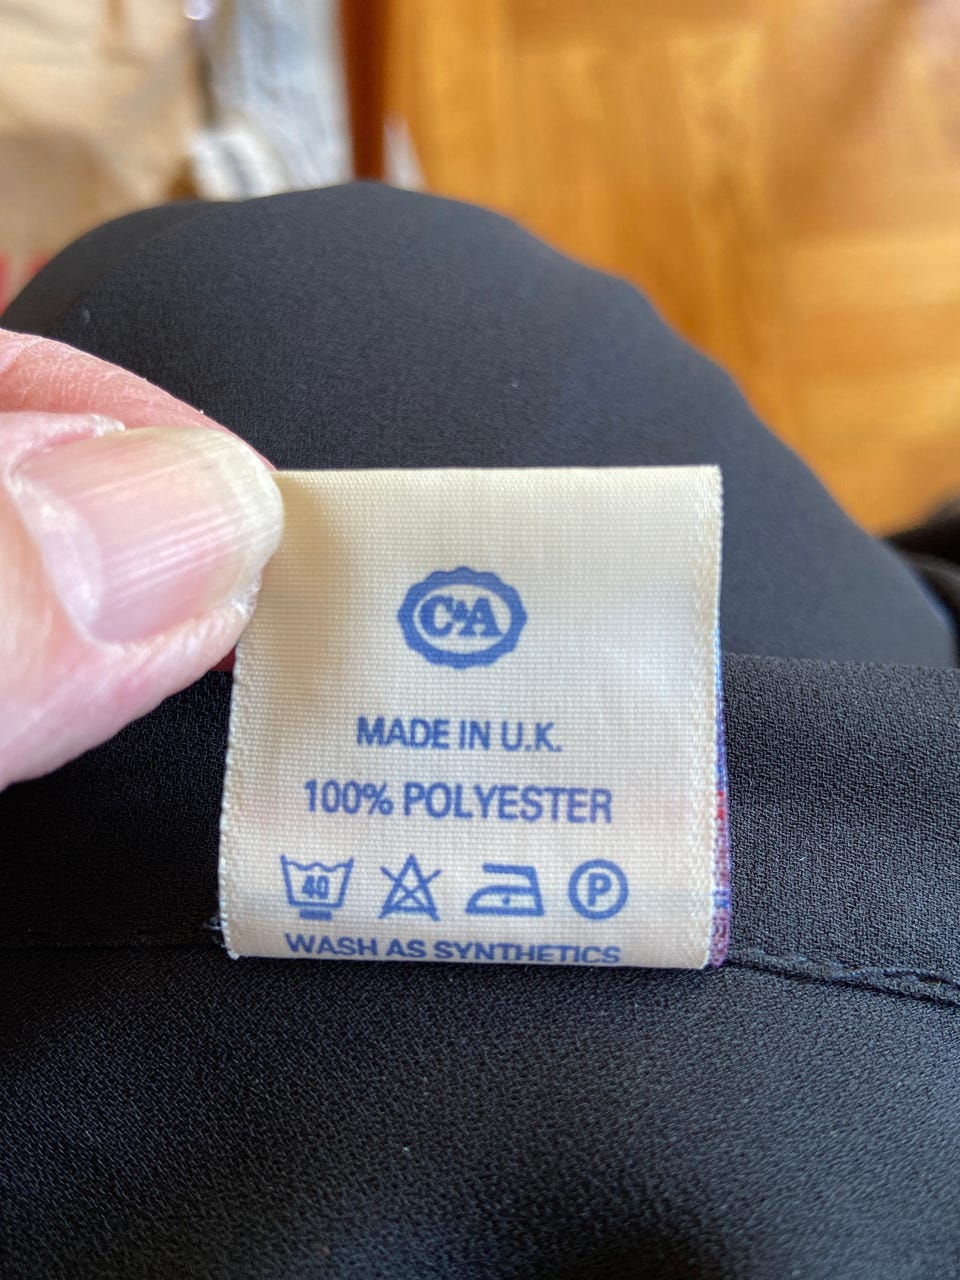 C&A
MADE IN U.K.
100% POLYESTER
40 P
WASH AS SYNTHETICS